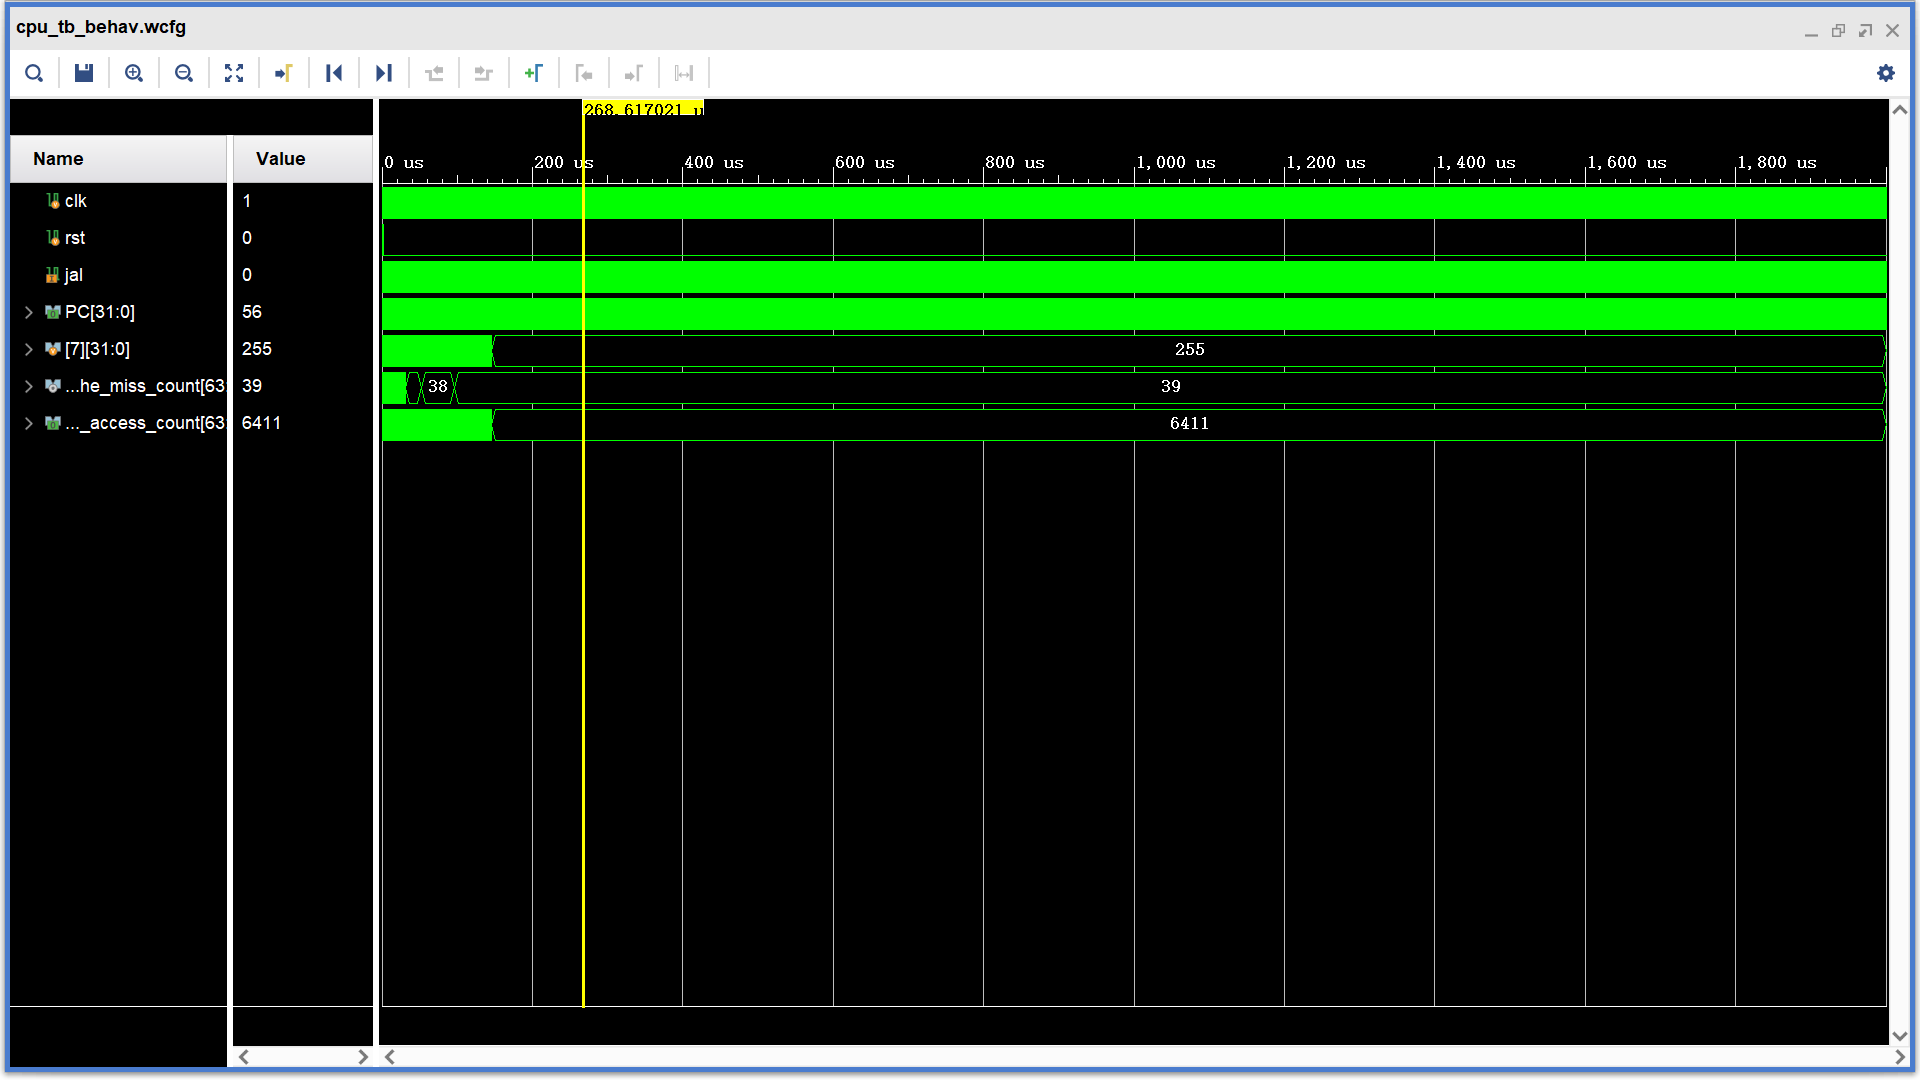 cpu_tb_behav.wcfg
268.617021 u
Name Value 0 us 200 us 400 us 600 us 800 us 1,000 us 1,200 us 1,400 us 1,600 us 1,800 us
clk 1
rst 0
jal 0
PC[31:0] 56
[7][31:0] 255 255
...he_miss_count[63: 39 38 39
..._access_count[63: 6411 6411